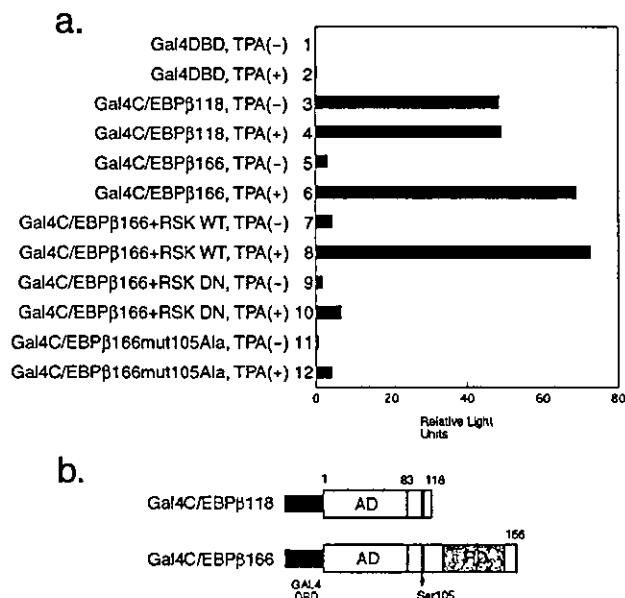 a.
Gal4DBD, TPA(−) 1
Gal4DBD, TPA(+) 2
Gal4C/EBPβ118, TPA(−) 3
Gal4C/EBPβ118, TPA(+) 4
Gal4C/EBPβ166, TPA(−) 5
Gal4C/EBPβ166, TPA(+) 6
Gal4C/EBPβ166+RSK WT, TPA(−) 7
Gal4C/EBPβ166+RSK WT, TPA(+) 8
Gal4C/EBPβ166+RSK DN, TPA(−) 9
Gal4C/EBPβ166+RSK DN, TPA(+) 10
Gal4C/EBPβ166mut105Ala, TPA(−) 11
Gal4C/EBPβ166mut105Ala, TPA(+) 12
0 20 40 60 80
Relative Light
Units
b.
1 83 118
Gal4C/EBPβ118 AD
166
Gal4C/EBPβ166 AD RD
GAL4 Ser105
DBD